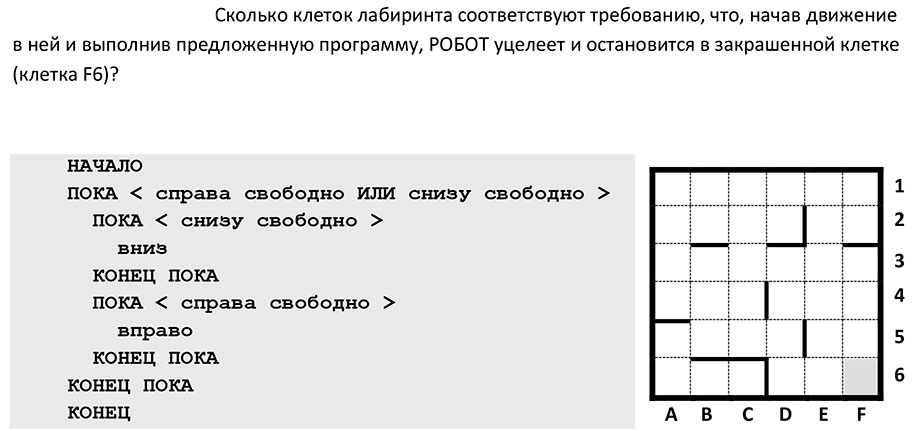 Сколько клеток лабиринта соответствуют требованию, что, начав движение
в ней и выполнив предложенную программу, РОБОТ уцелеет и остановится в закрашенной клетке
(клетка F6)?
НАЧАЛО
ПОКА < справа свободно ИЛИ снизу свободно >
ПОКА < снизу свободно >
вниз
КОНЕЦ ПОКА
ПОКА < справа свободно >
вправо
КОНЕЦ ПОКА
КОНЕЦ ПОКА
КОНЕЦ
1
2
3
4
5
6
A B C D E F